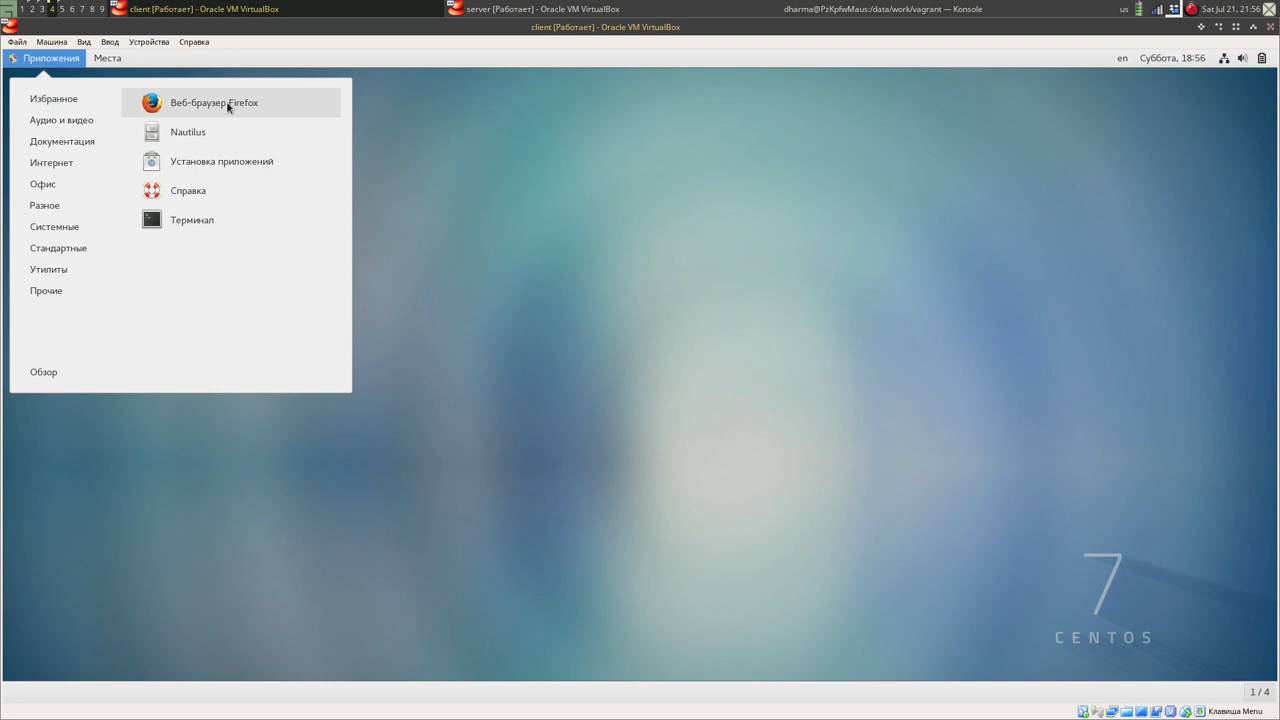 1 2 3 4 5 6 7 8 9 client [Работает] - Oracle VM VirtualBox server [Работает] - Oracle VM VirtualBox dharma@PzKpfwMaus:/data/work/vagrant — Konsole us Sat Jul 21, 21:56
client [Работает] - Oracle VM VirtualBox
Файл Машина Вид Ввод Устройства Справка
Приложения Места en Суббота, 18:56
Избранное
Аудио и видео
Документация
Интернет
Офис
Разное
Системные
Стандартные
Утилиты
Прочие
Обзор
Веб-браузер Firefox
Nautilus
Установка приложений
Справка
Терминал
7
CENTOS
1 / 4
Клавиша Menu